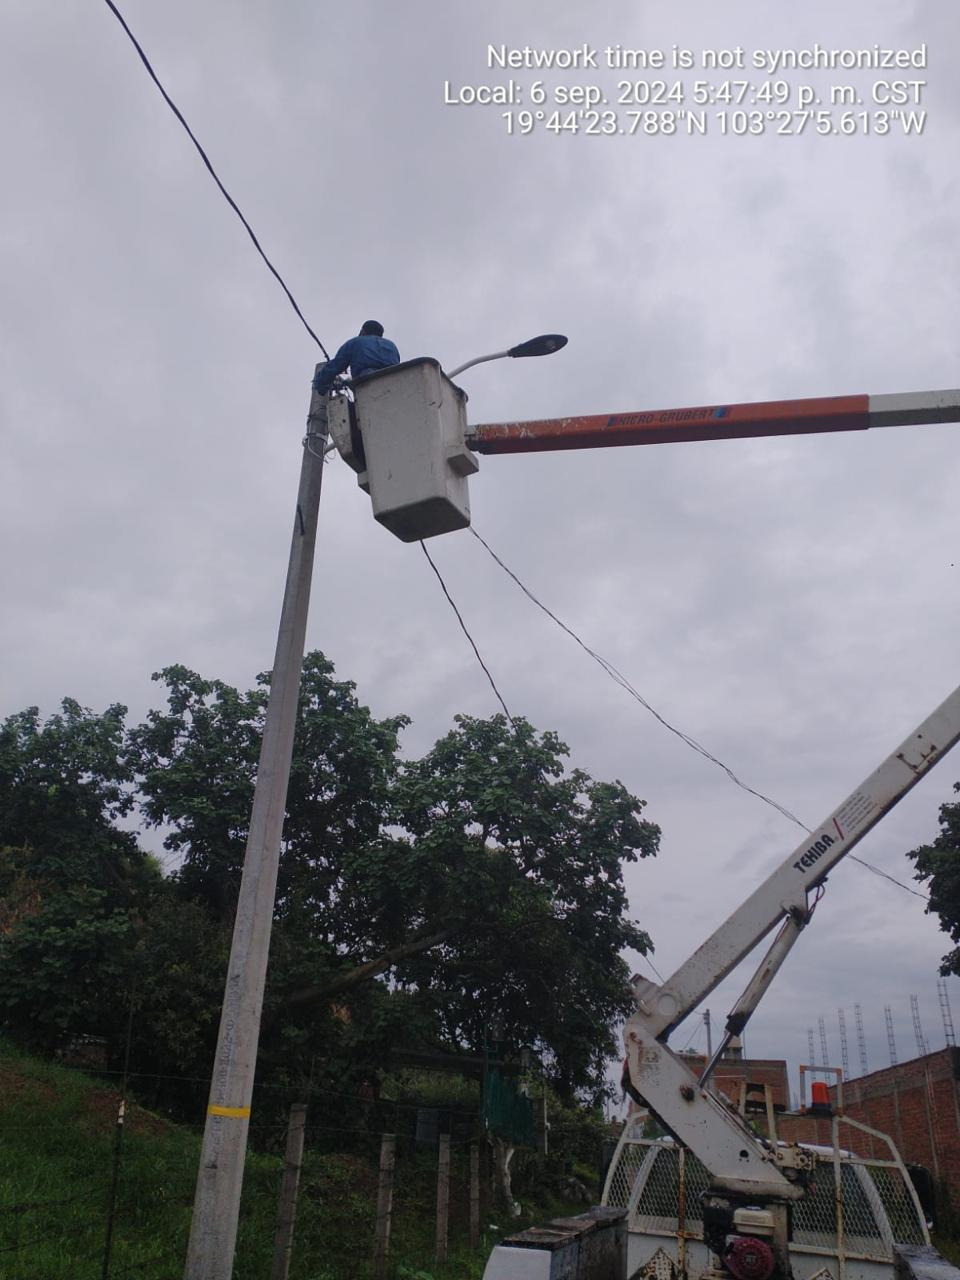 Network time is not synchronized
Local: 6 sep. 2024 5:47:49 p. m. CST
19°44'23.788"N 103°27'5.613"W
HIGRO-GRUBERT
TEHIBA